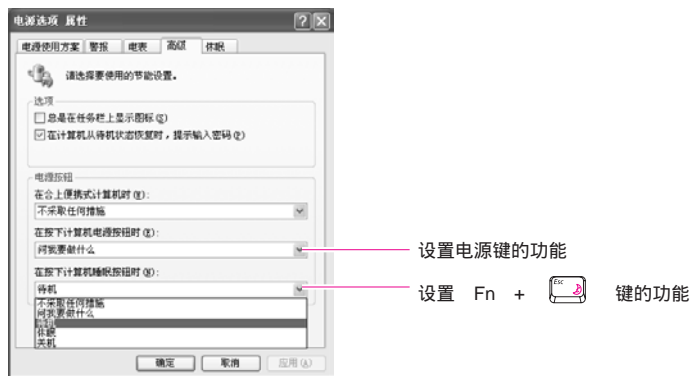 电源选项 属性
电源使用方案 警报 电表 高级 休眠
请选择要使用的节能设置。
选项
总是在任务栏上显示图标(S)
在计算机从待机状态恢复时，提示输入密码(P)
电源按钮
在合上便携式计算机时(W):
不采取任何措施
在按下计算机电源按钮时(E):
问我要做什么
设置电源键的功能
在按下计算机睡眠按钮时(N):
待机
设置 Fn + Esc 键的功能
不采取任何措施
问我要做什么
待机
休眠
关机
确定 取消 应用(A)